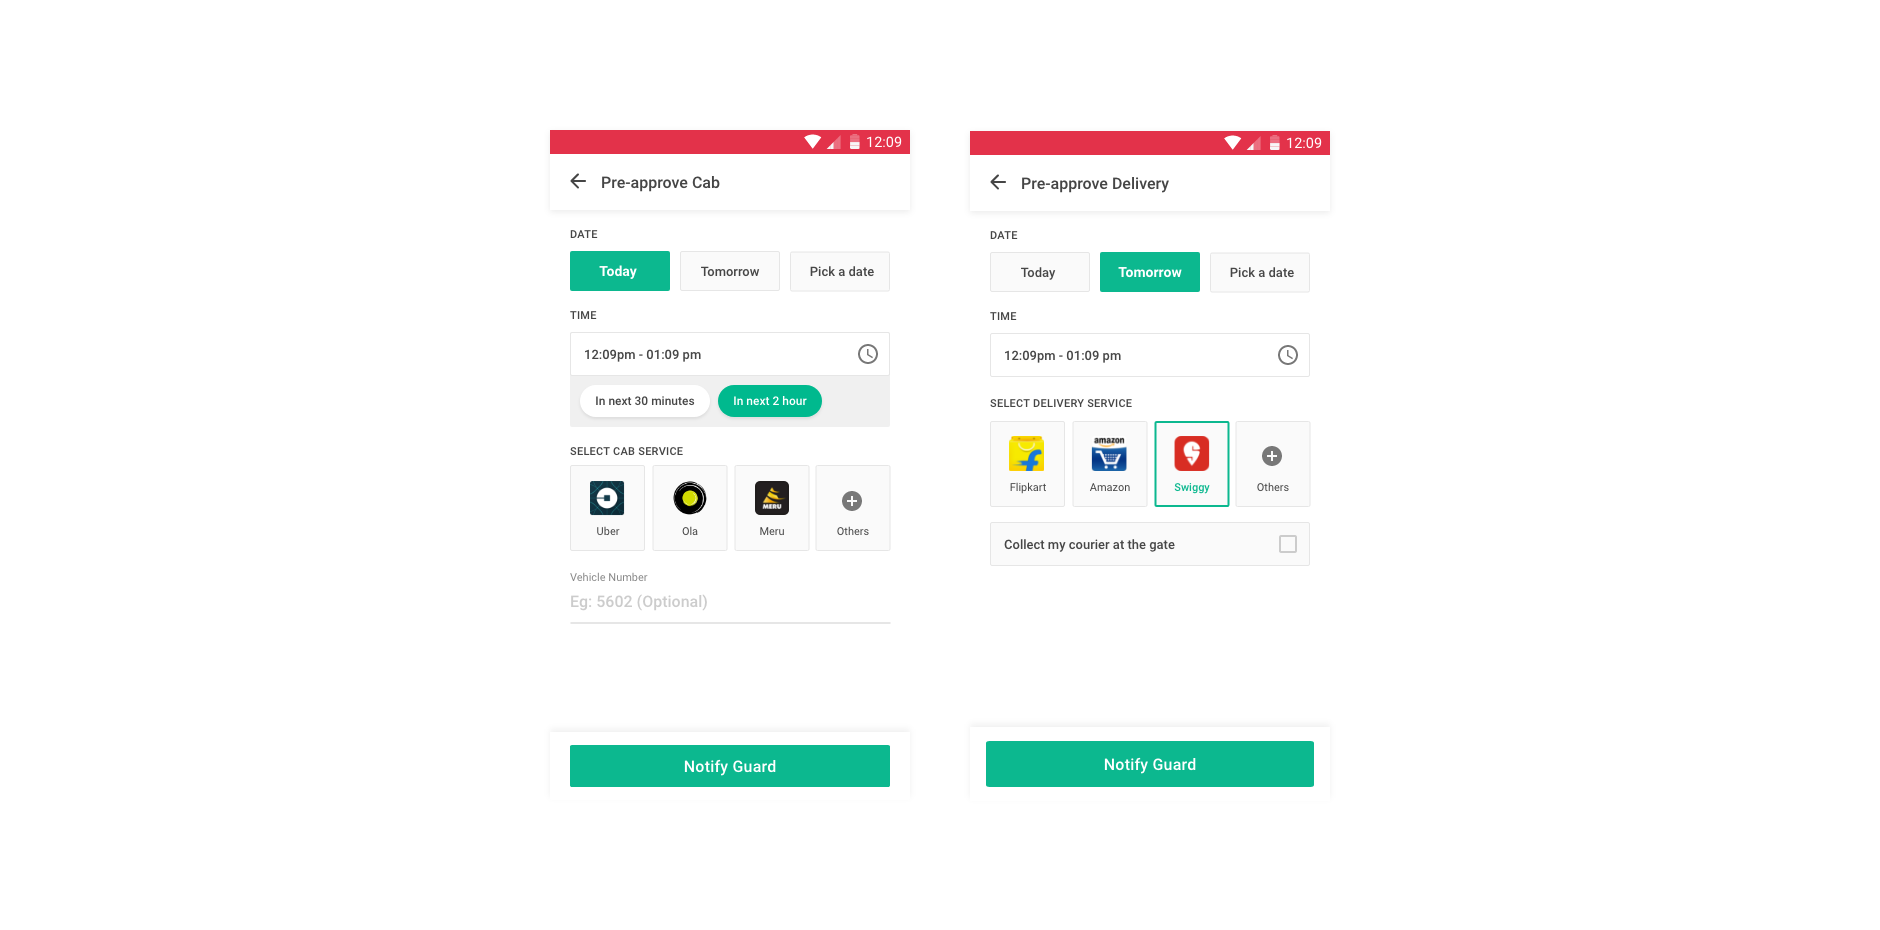 12:09
Pre-approve Cab
DATE
Today Tomorrow Pick a date
TIME
12:09pm - 01:09 pm
In next 30 minutes In next 2 hour
SELECT CAB SERVICE
MERU
Uber Ola Meru Others
Vehicle Number
Eg: 5602 (Optional)
Notify Guard
12:09
Pre-approve Delivery
DATE
Today Tomorrow Pick a date
TIME
12:09pm - 01:09 pm
SELECT DELIVERY SERVICE
amazon
Flipkart Amazon Swiggy Others
Collect my courier at the gate
Notify Guard